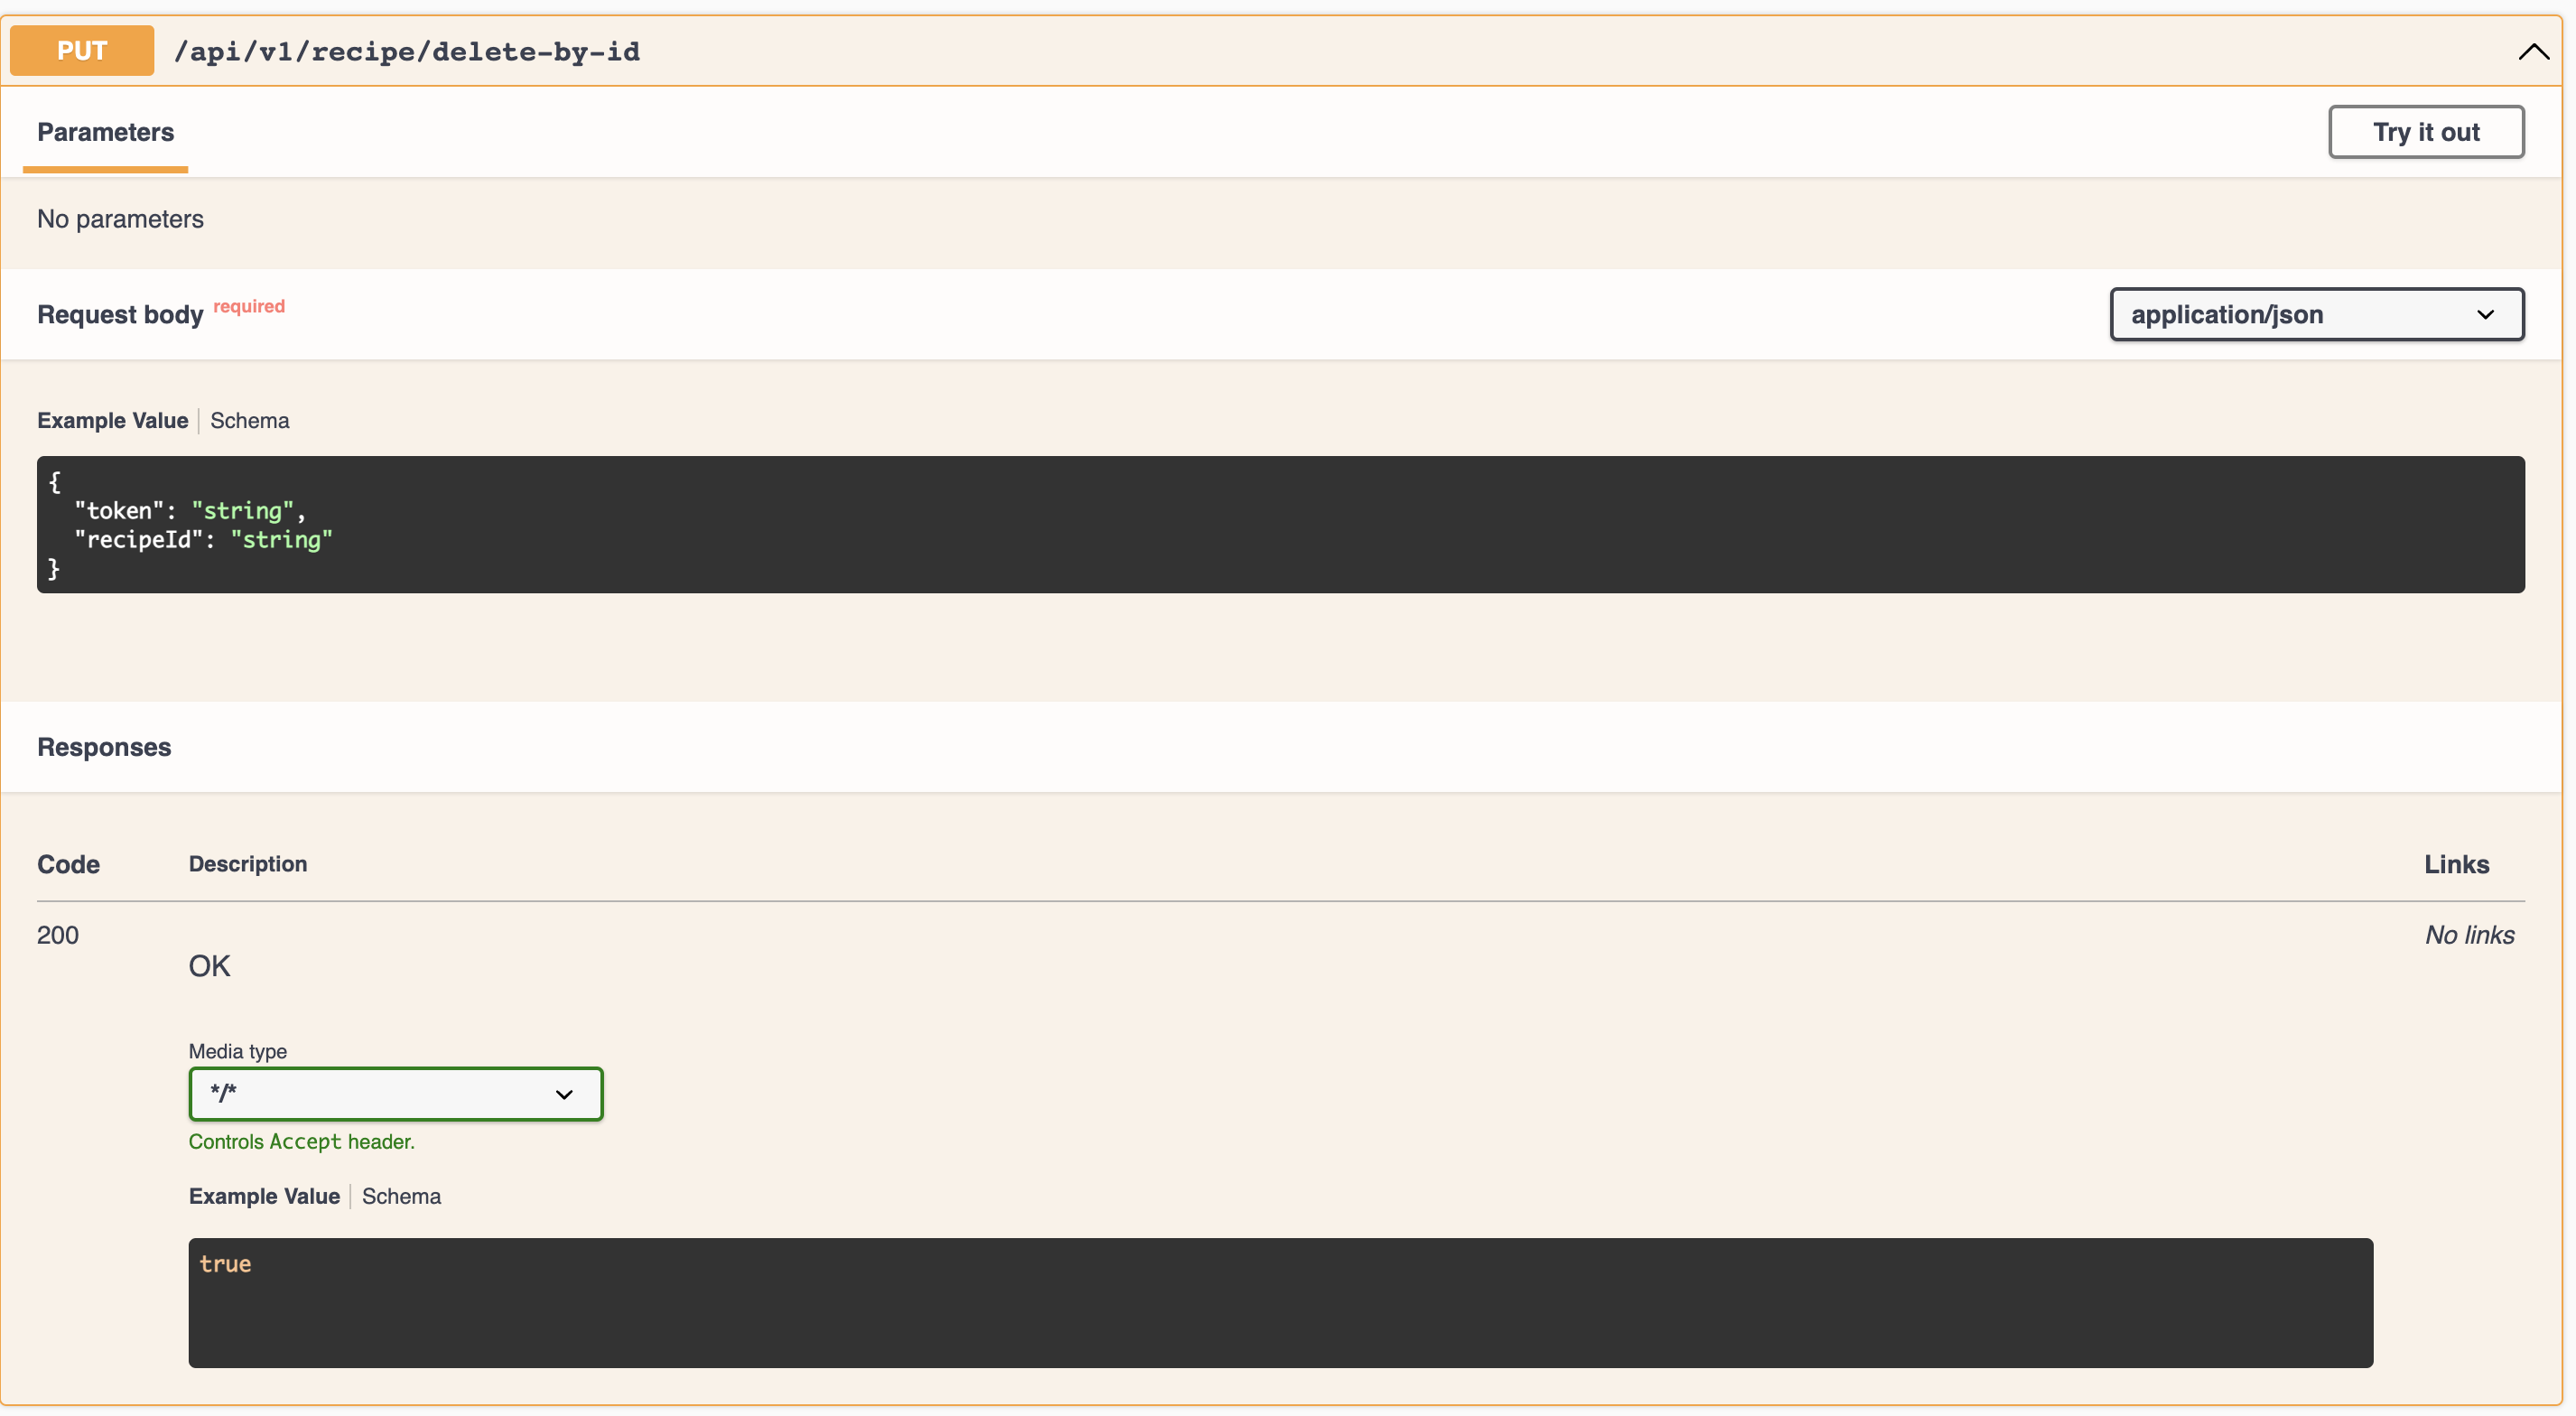 PUT /api/v1/recipe/delete-by-id
Parameters
Try it out
No parameters
Request body required
application/json
Example Value Schema
{
  "token": "string",
  "recipeId": "string"
}
Responses
Code Description Links
200
OK
No links
Media type
*/*
Controls Accept header.
Example Value Schema
true